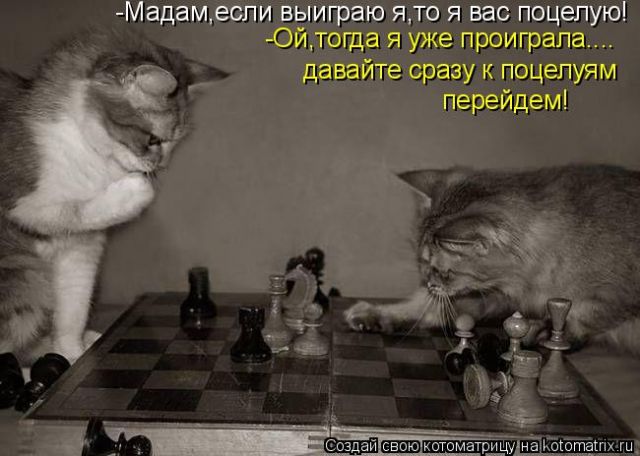 -Мадам,если выиграю я,то я вас поцелую!
-Ой,тогда я уже проиграла....
давайте сразу к поцелуям
перейдем!
Создай свою котоматрицу на kotomatrix.ru